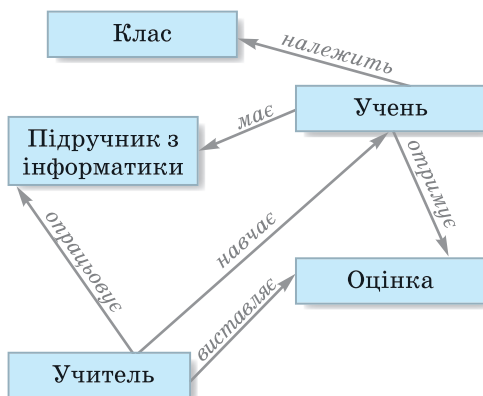 Клас
належить
Учень
має
Підручник з
інформатики
отримує
опрацьовує
навчає
Оцінка
виставляє
Учитель